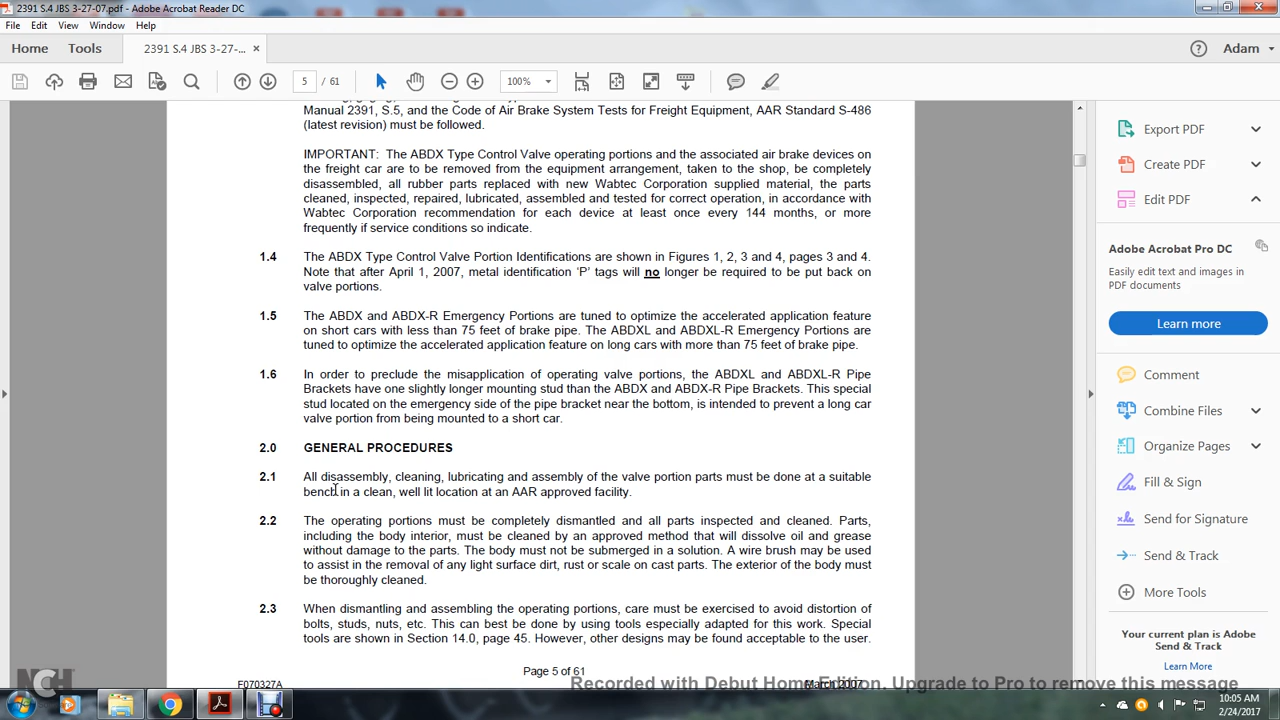 2391 S.4 JBS 3-27-07.pdf - Adobe Acrobat Reader DC
File Edit View Window Help
Home Tools 2391 S.4 JBS 3-27-... × Adam
5 / 61 100%
Manual 2391, S.5, and the Code of Air Brake System Tests for Freight Equipment, AAR Standard S-486
(latest revision) must be followed.
IMPORTANT: The ABDX Type Control Valve operating portions and the associated air brake devices on
the freight car are to be removed from the equipment arrangement, taken to the shop, be completely
disassembled, all rubber parts replaced with new Wabtec Corporation supplied material, the parts
cleaned, inspected, repaired, lubricated, assembled and tested for correct operation, in accordance with
Wabtec Corporation recommendation for each device at least once every 144 months, or more
frequently if service conditions so indicate.
1.4 The ABDX Type Control Valve Portion Identifications are shown in Figures 1, 2, 3 and 4, pages 3 and 4.
Note that after April 1, 2007, metal identification 'P' tags will no longer be required to be put back on
valve portions.
1.5 The ABDX and ABDX-R Emergency Portions are tuned to optimize the accelerated application feature
on short cars with less than 75 feet of brake pipe. The ABDXL and ABDXL-R Emergency Portions are
tuned to optimize the accelerated application feature on long cars with more than 75 feet of brake pipe.
1.6 In order to preclude the misapplication of operating valve portions, the ABDXL and ABDXL-R Pipe
Brackets have one slightly longer mounting stud than the ABDX and ABDX-R Pipe Brackets. This special
stud located on the emergency side of the pipe bracket near the bottom, is intended to prevent a long car
valve portion from being mounted to a short car.
2.0 GENERAL PROCEDURES
2.1 All disassembly, cleaning, lubricating and assembly of the valve portion parts must be done at a suitable
bench in a clean, well lit location at an AAR approved facility.
2.2 The operating portions must be completely dismantled and all parts inspected and cleaned. Parts,
including the body interior, must be cleaned by an approved method that will dissolve oil and grease
without damage to the parts. The body must not be submerged in a solution. A wire brush may be used
to assist in the removal of any light surface dirt, rust or scale on cast parts. The exterior of the body must
be thoroughly cleaned.
2.3 When dismantling and assembling the operating portions, care must be exercised to avoid distortion of
bolts, studs, nuts, etc. This can best be done by using tools especially adapted for this work. Special
tools are shown in Section 14.0, page 45. However, other designs may be found acceptable to the user.
Page 5 of 61
F070327A March 2007
Export PDF
Create PDF
Edit PDF
Adobe Acrobat Pro DC
Easily edit text and images in
PDF documents
Learn more
Comment
Combine Files
Organize Pages
Fill & Sign
Send for Signature
Send & Track
More Tools
Your current plan is Adobe
Send & Track
Learn More
NCH
Recorded with Debut Home Edition. Upgrade to Pro to remove this message
10:05 AM
2/24/2017